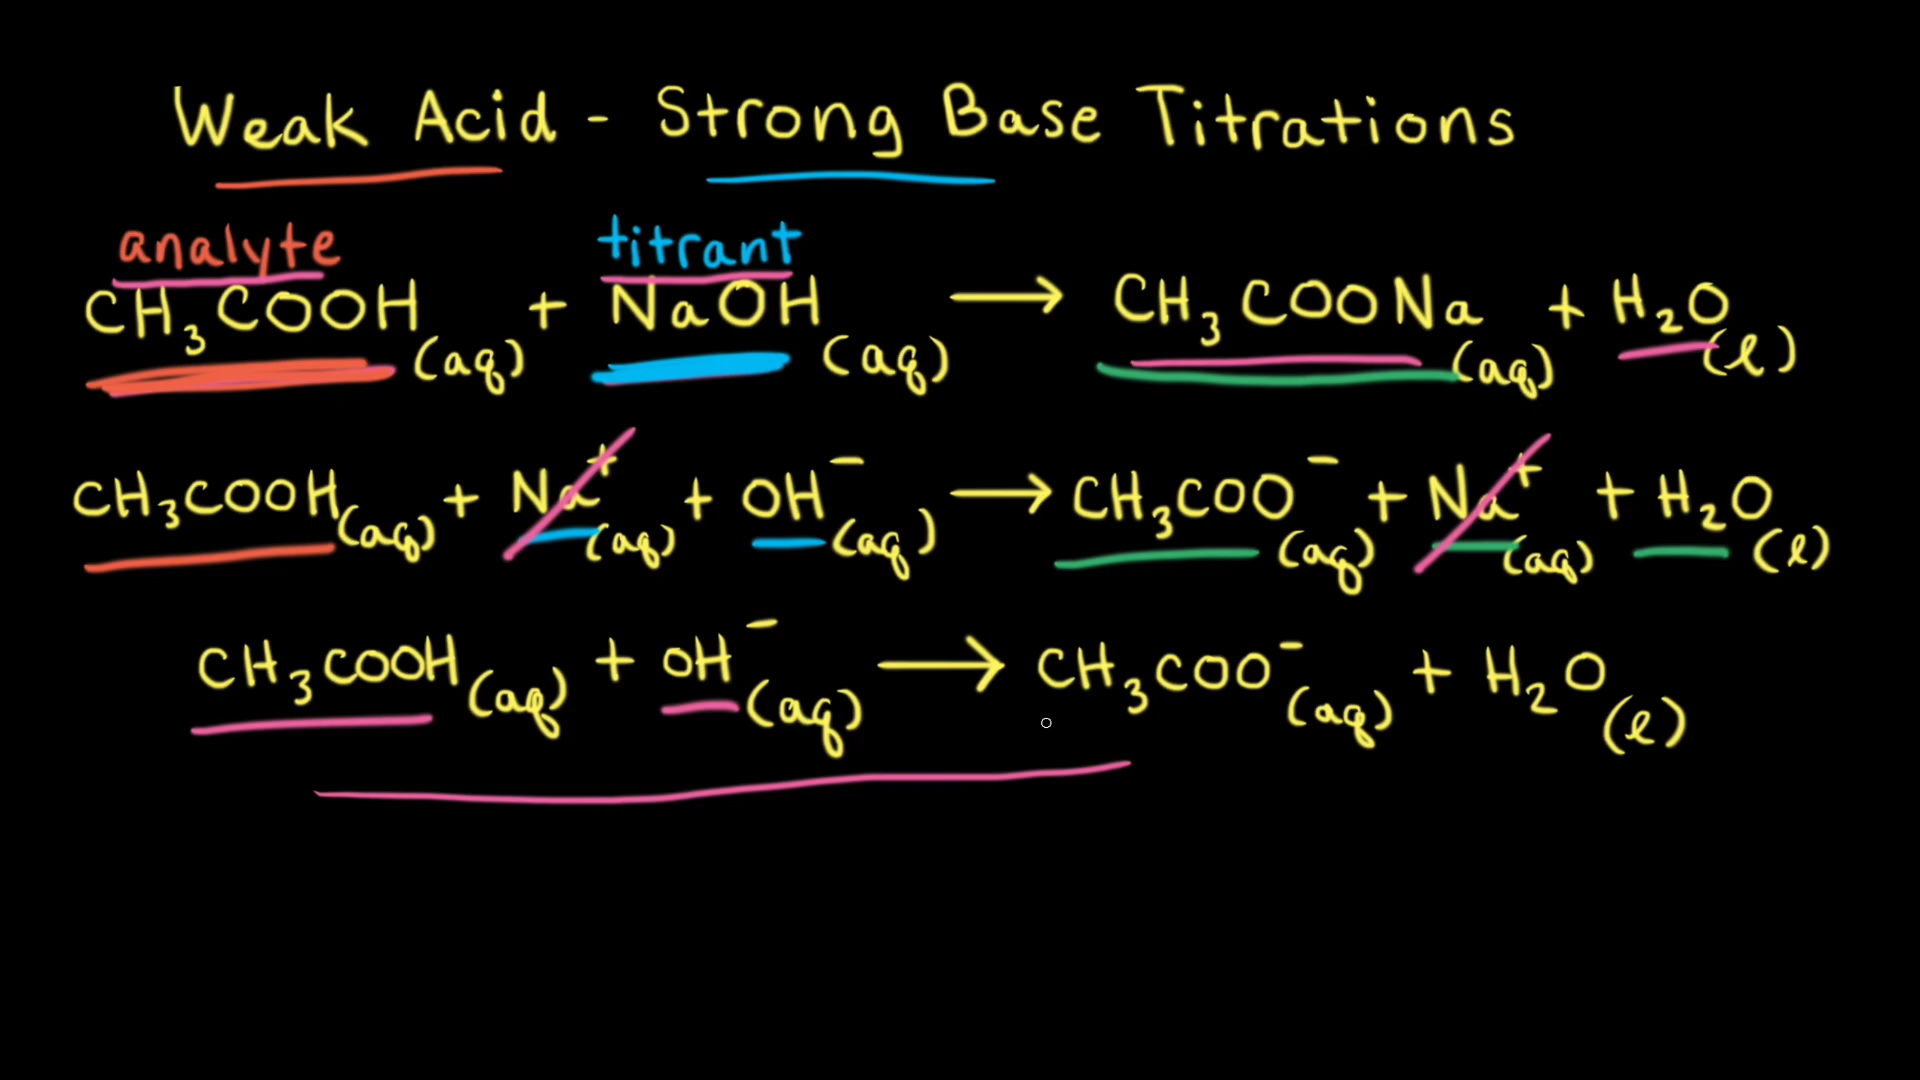 Weak Acid - Strong Base Titrations
analyte titrant
CH₃COOH(aq) + NaOH(aq) → CH₃COONa(aq) + H₂O(l)
CH₃COOH(aq) + Na⁺(aq) + OH⁻(aq) → CH₃COO⁻(aq) + Na⁺(aq) + H₂O(l)
CH₃COOH(aq) + OH⁻(aq) → CH₃COO⁻(aq) + H₂O(l)